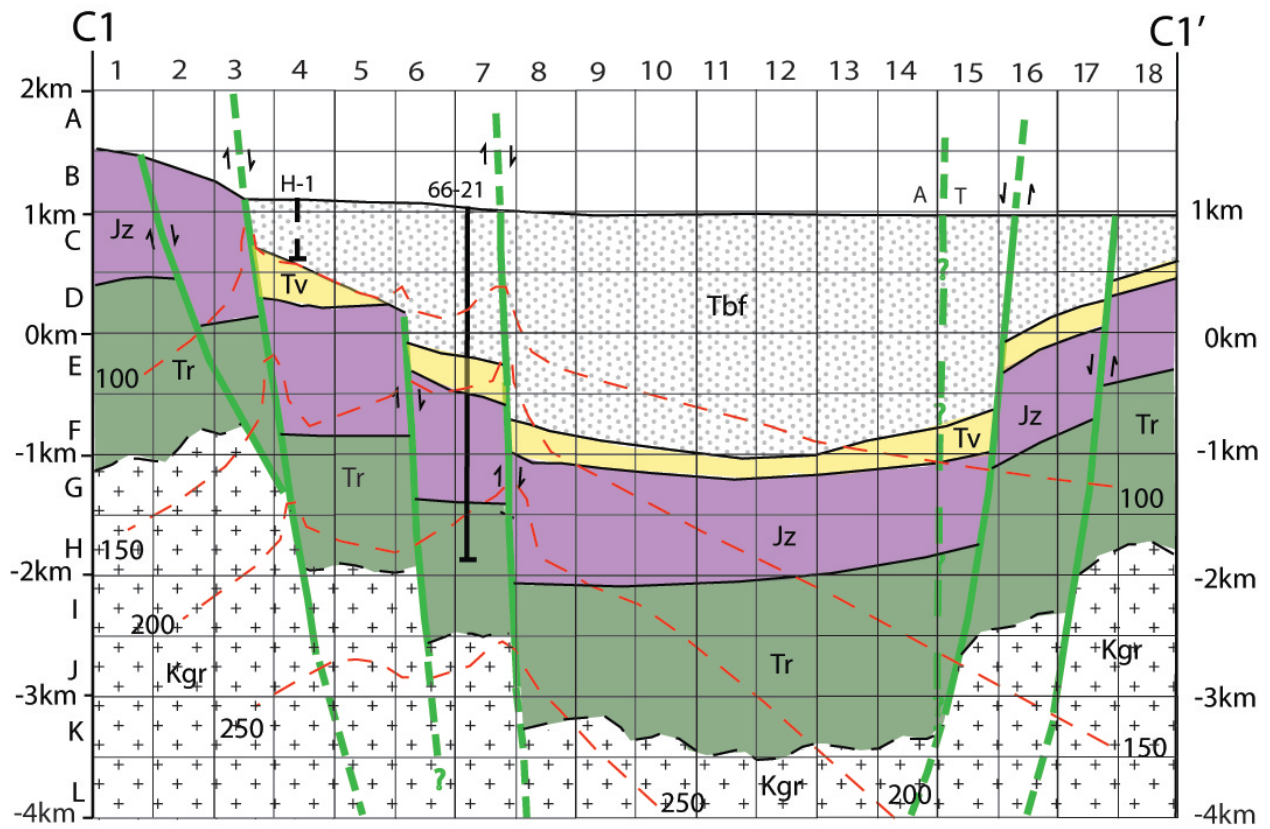 C1 C1′
1 2 3 4 5 6 7 8 9 10 11 12 13 14 15 16 17 18
2km
A
B
H-1 66-21 A T
1km 1km
Jz
C
Tv
?
D
Tbf
0km 0km
E
Tr
100
?
F
Tv Jz Tr
-1km -1km
G
Tr
100
H
150
Jz
-2km -2km
I
200
J
Kgr Tr Kgr
-3km -3km
K
250 150
?
L
250 Kgr 200
-4km -4km